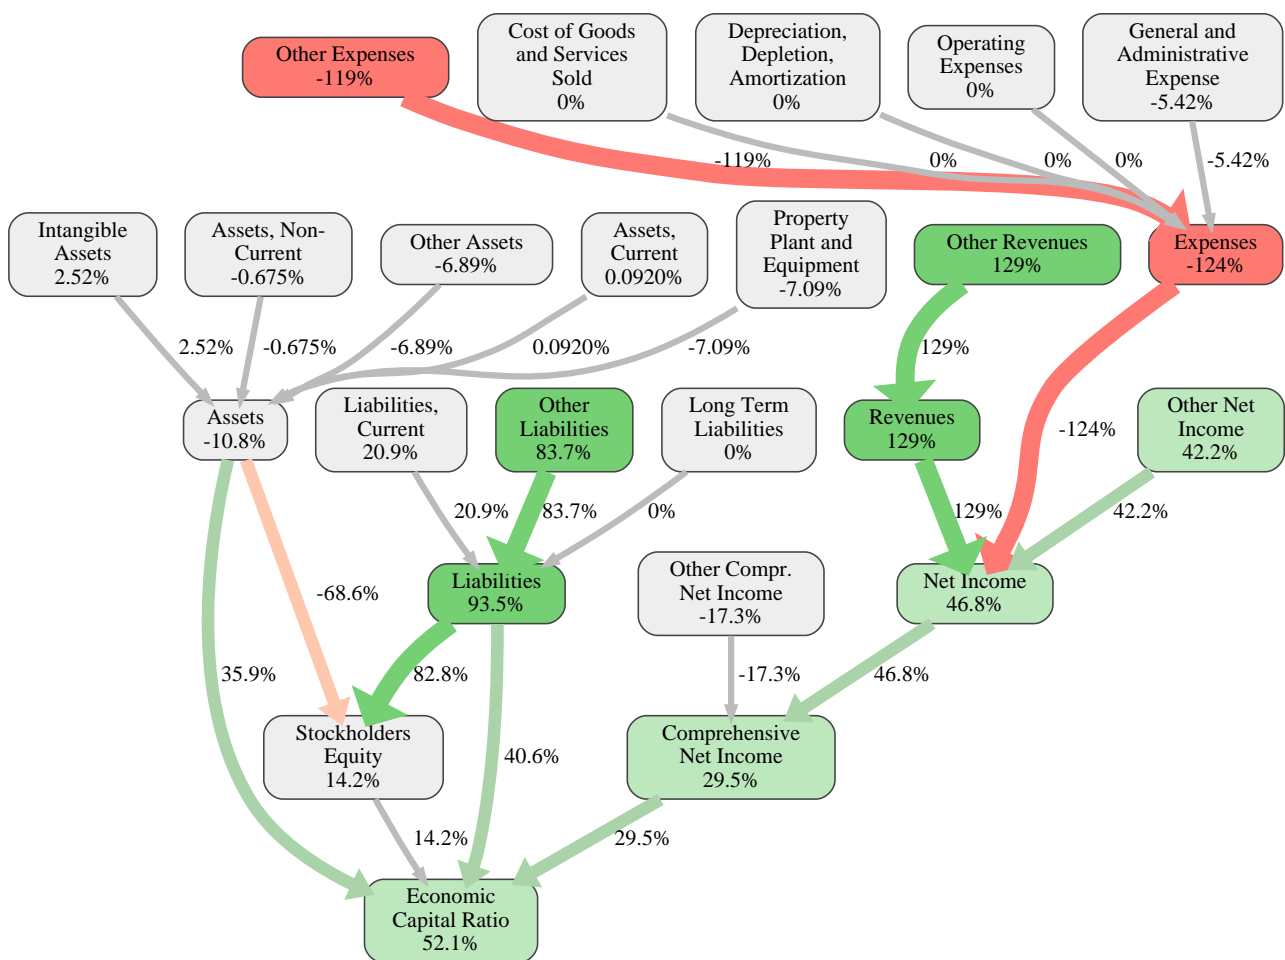 Other Expenses
-119%
Cost of Goods
and Services
Sold
0%
Depreciation,
Depletion,
Amortization
0%
Operating
Expenses
0%
General and
Administrative
Expense
-5.42%
-119%
0%
0%
0%
-5.42%
Intangible
Assets
2.52%
Assets, Non-
Current
-0.675%
Other Assets
-6.89%
Assets,
Current
0.0920%
Property
Plant and
Equipment
-7.09%
Other Revenues
129%
Expenses
-124%
2.52%
-0.675%
-6.89%
0.0920%
-7.09%
129%
-124%
Assets
-10.8%
Liabilities,
Current
20.9%
Other
Liabilities
83.7%
Long Term
Liabilities
0%
Revenues
129%
Other Net
Income
42.2%
20.9%
83.7%
0%
129%
42.2%
-68.6%
Liabilities
93.5%
Other Compr.
Net Income
-17.3%
Net Income
46.8%
35.9%
82.8%
-17.3%
46.8%
Stockholders
Equity
14.2%
40.6%
Comprehensive
Net Income
29.5%
14.2%
29.5%
Economic
Capital Ratio
52.1%